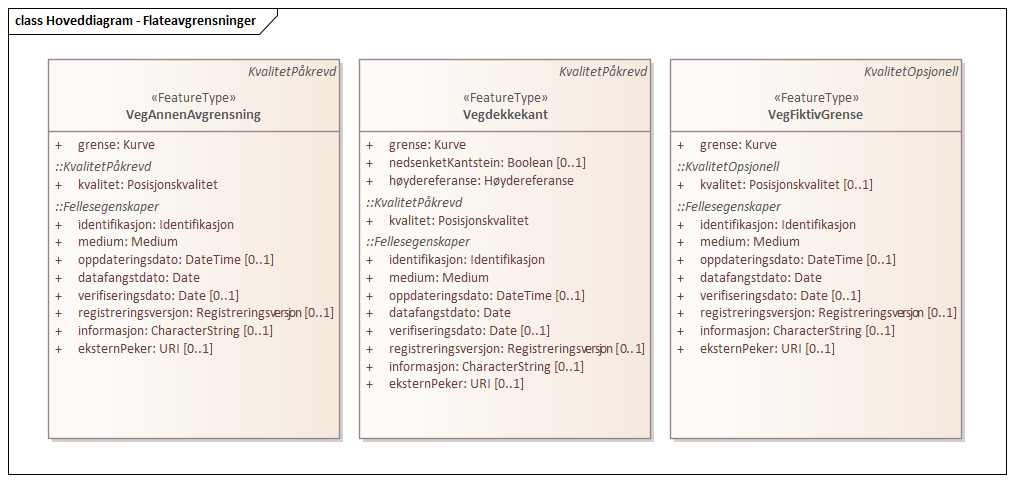 class Hoveddiagram - Flateavgrensninger
KvalitetPåkrevd
«FeatureType»
VegAnnenAvgrensning
+ grense: Kurve
::KvalitetPåkrevd
+ kvalitet: Posisjonskvalitet
::Fellesegenskaper
+ identifikasjon: Identifikasjon
+ medium: Medium
+ oppdateringsdato: DateTime [0..1]
+ datafangstdato: Date
+ verifiseringsdato: Date [0..1]
+ registreringsversjon: Registreringsversjon [0..1]
+ informasjon: CharacterString [0..1]
+ eksternPeker: URI [0..1]
KvalitetPåkrevd
«FeatureType»
Vegdekkekant
+ grense: Kurve
+ nedsenketKantstein: Boolean [0..1]
+ høydereferanse: Høydereferanse
::KvalitetPåkrevd
+ kvalitet: Posisjonskvalitet
::Fellesegenskaper
+ identifikasjon: Identifikasjon
+ medium: Medium
+ oppdateringsdato: DateTime [0..1]
+ datafangstdato: Date
+ verifiseringsdato: Date [0..1]
+ registreringsversjon: Registreringsversjon [0..1]
+ informasjon: CharacterString [0..1]
+ eksternPeker: URI [0..1]
KvalitetOpsjonell
«FeatureType»
VegFiktivGrense
+ grense: Kurve
::KvalitetOpsjonell
+ kvalitet: Posisjonskvalitet [0..1]
::Fellesegenskaper
+ identifikasjon: Identifikasjon
+ medium: Medium
+ oppdateringsdato: DateTime [0..1]
+ datafangstdato: Date
+ verifiseringsdato: Date [0..1]
+ registreringsversjon: Registreringsversjon [0..1]
+ informasjon: CharacterString [0..1]
+ eksternPeker: URI [0..1]